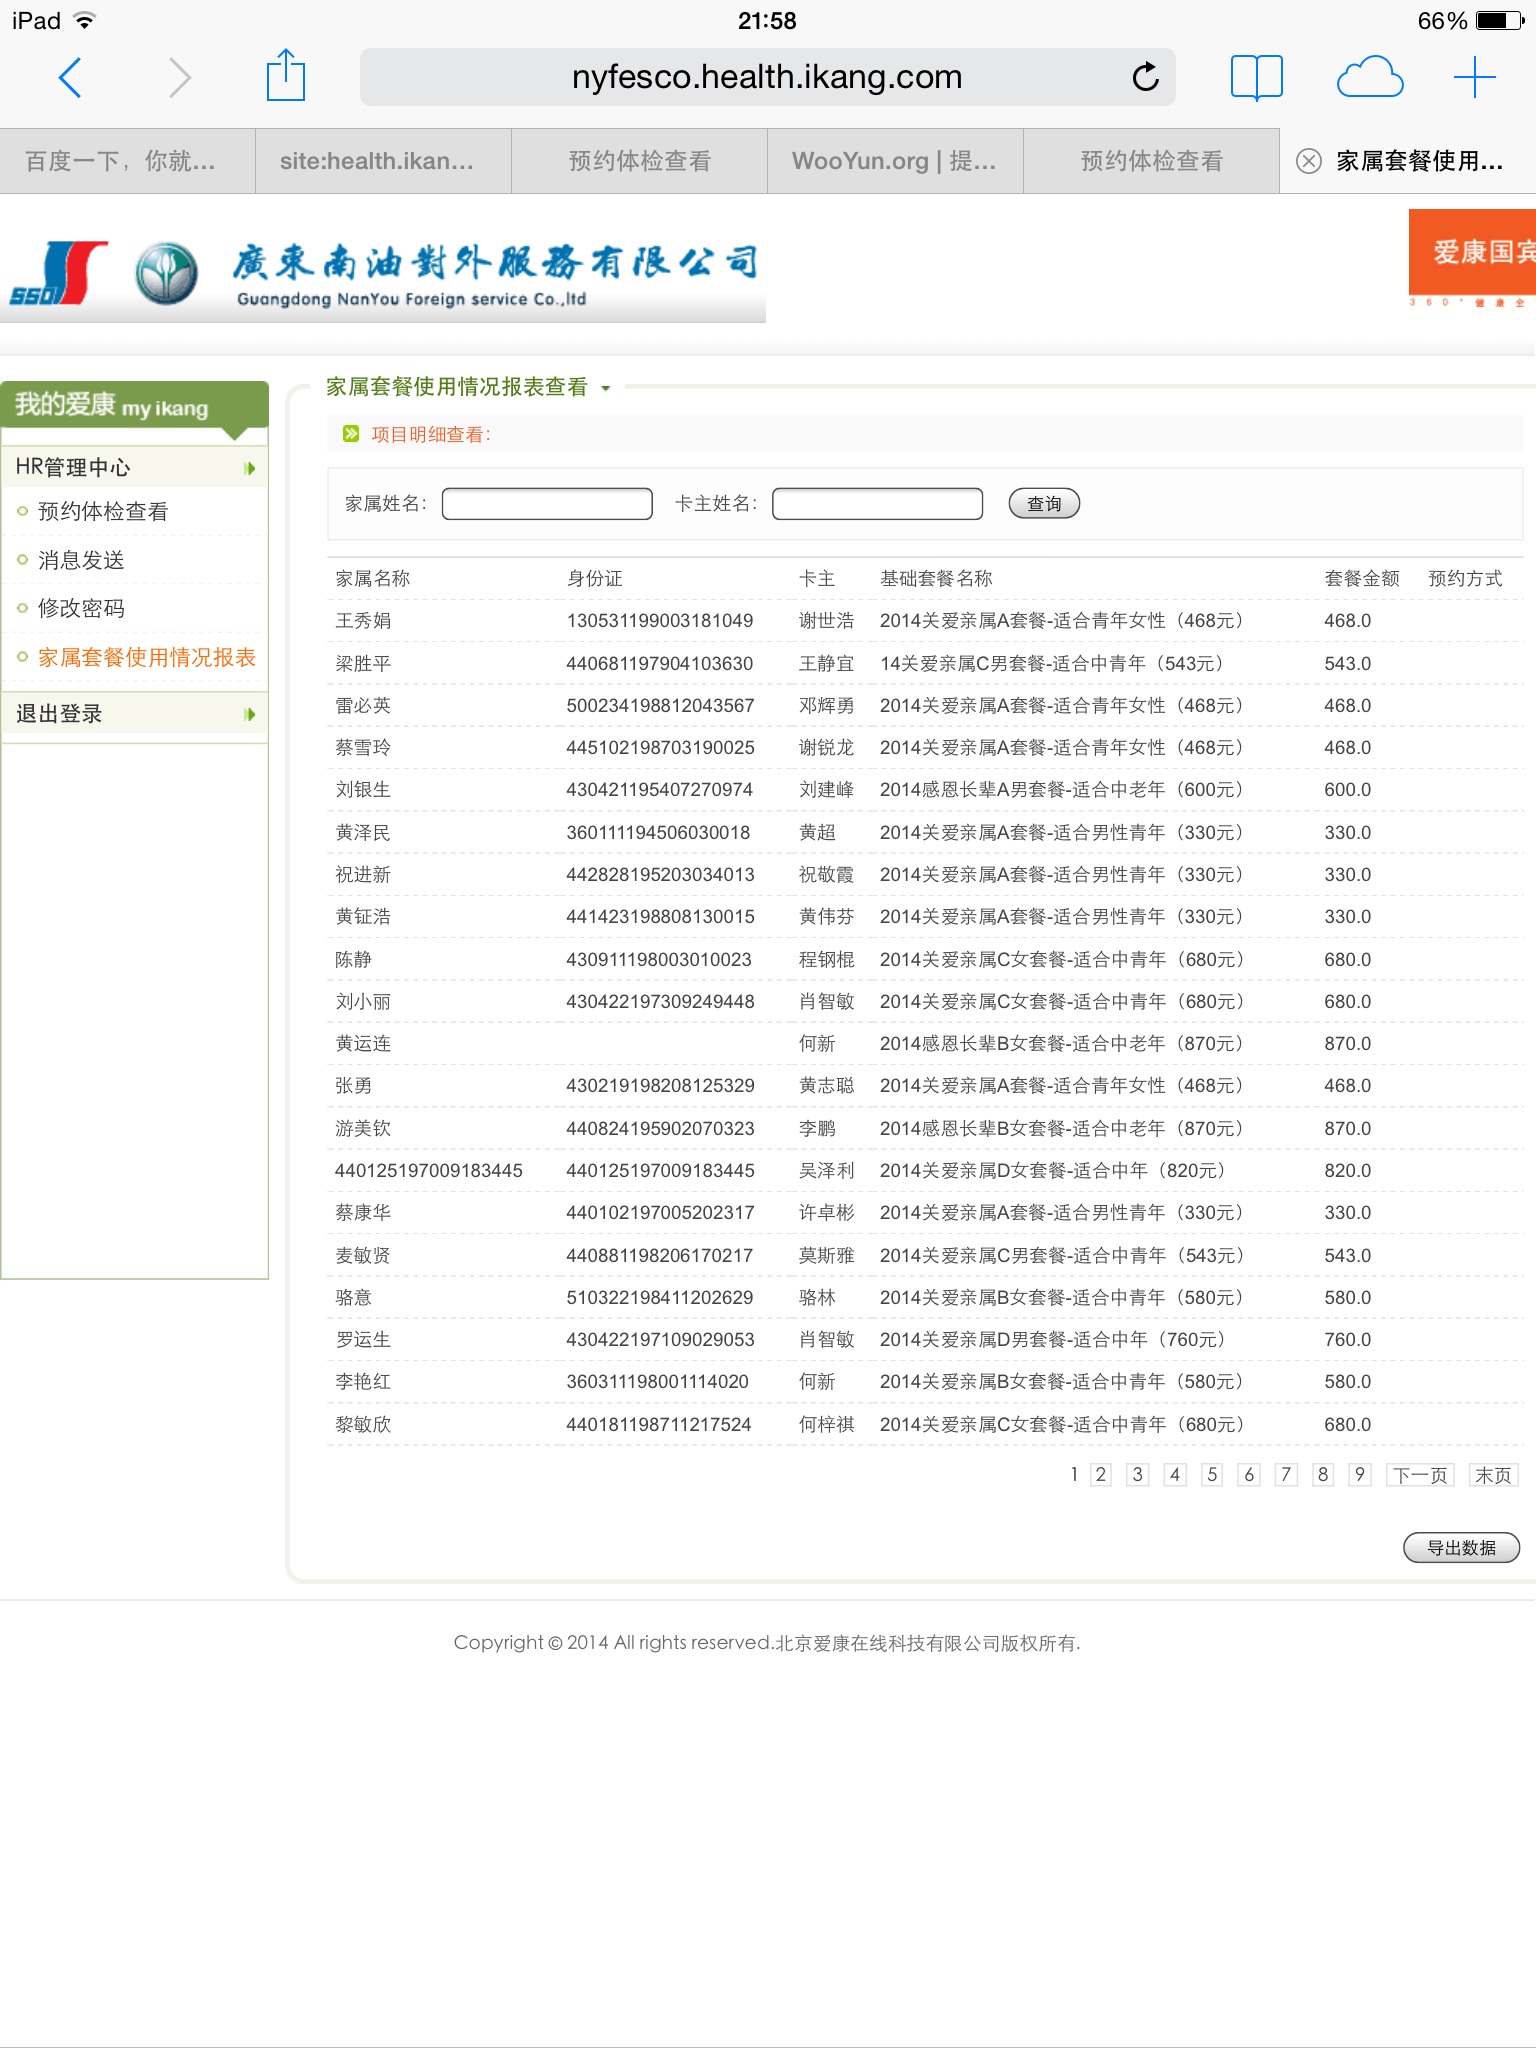 iPad 21:58 66%
nyfesco.health.ikang.com
百度一下，你就... site:health.ikan... 预约体检查看 WooYun.org | 提... 预约体检查看 家属套餐使用...
SSOF 廣東南油對外服務有限公司 爱康国宾
Guangdong NanYou Foreign service Co.,ltd
360°健康全
我的爱康 my ikang
HR管理中心
预约体检查看
消息发送
修改密码
家属套餐使用情况报表
退出登录
家属套餐使用情况报表查看
项目明细查看：
家属姓名： 卡主姓名： 查询
家属名称 身份证 卡主 基础套餐名称 套餐金额 预约方式
王秀娟 130531199003181049 谢世浩 2014关爱亲属A套餐-适合青年女性（468元） 468.0
梁胜平 440681197904103630 王静宜 14关爱亲属C男套餐-适合中青年（543元） 543.0
雷必英 500234198812043567 邓辉勇 2014关爱亲属A套餐-适合青年女性（468元） 468.0
蔡雪玲 445102198703190025 谢锐龙 2014关爱亲属A套餐-适合青年女性（468元） 468.0
刘银生 430421195407270974 刘建峰 2014感恩长辈A男套餐-适合中老年（600元） 600.0
黄泽民 360111194506030018 黄超 2014关爱亲属A套餐-适合男性青年（330元） 330.0
祝进新 442828195203034013 祝敬霞 2014关爱亲属A套餐-适合男性青年（330元） 330.0
黄钲浩 441423198808130015 黄伟芬 2014关爱亲属A套餐-适合男性青年（330元） 330.0
陈静 430911198003010023 程钢棍 2014关爱亲属C女套餐-适合中青年（680元） 680.0
刘小丽 430422197309249448 肖智敏 2014关爱亲属C女套餐-适合中青年（680元） 680.0
黄运连 何新 2014感恩长辈B女套餐-适合中老年（870元） 870.0
张勇 430219198208125329 黄志聪 2014关爱亲属A套餐-适合青年女性（468元） 468.0
游美钦 440824195902070323 李鹏 2014感恩长辈B女套餐-适合中老年（870元） 870.0
440125197009183445 440125197009183445 吴泽利 2014关爱亲属D女套餐-适合中年（820元） 820.0
蔡康华 440102197005202317 许卓彬 2014关爱亲属A套餐-适合男性青年（330元） 330.0
麦敏贤 440881198206170217 莫斯雅 2014关爱亲属C男套餐-适合中青年（543元） 543.0
骆意 510322198411202629 骆林 2014关爱亲属B女套餐-适合中青年（580元） 580.0
罗运生 430422197109029053 肖智敏 2014关爱亲属D男套餐-适合中年（760元） 760.0
李艳红 360311198001114020 何新 2014关爱亲属B女套餐-适合中青年（580元） 580.0
黎敏欣 440181198711217524 何梓祺 2014关爱亲属C女套餐-适合中青年（680元） 680.0
1 2 3 4 5 6 7 8 9 下一页 末页
导出数据
Copyright © 2014 All rights reserved.北京爱康在线科技有限公司版权所有.